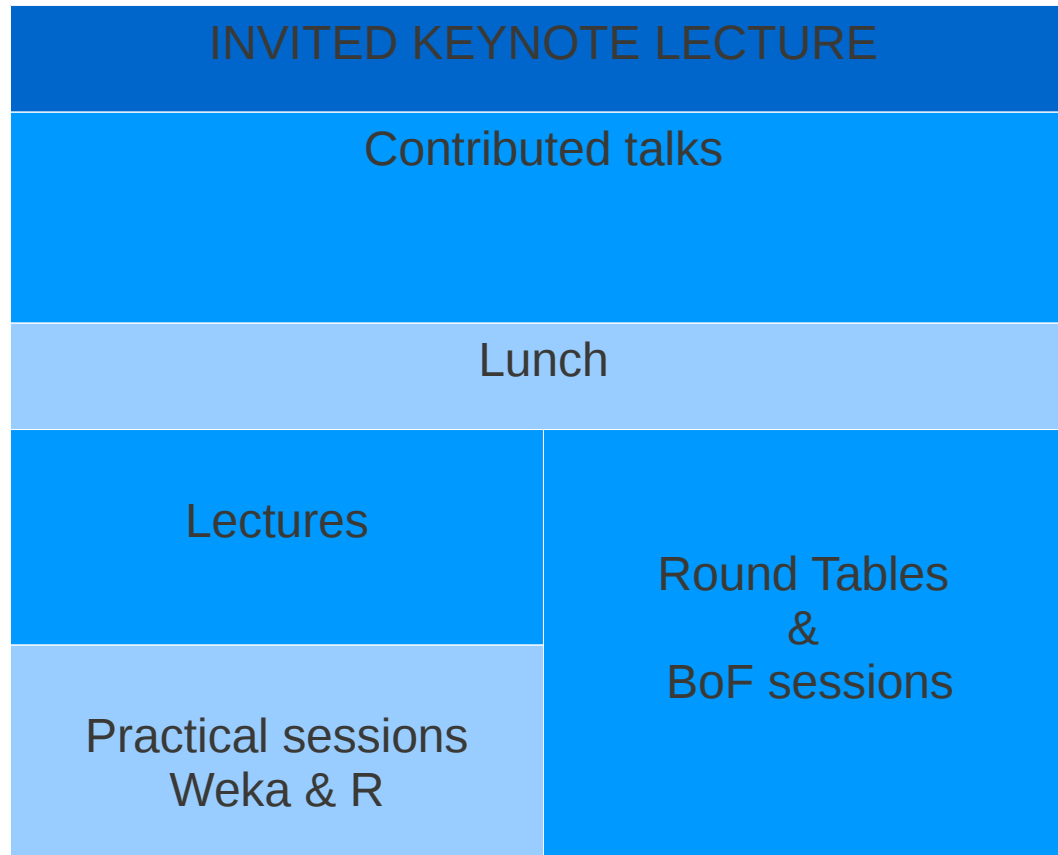 INVITED KEYNOTE LECTURE
Contributed talks
Lunch
Lectures
Practical sessions
Weka & R
Round Tables
&
BoF sessions